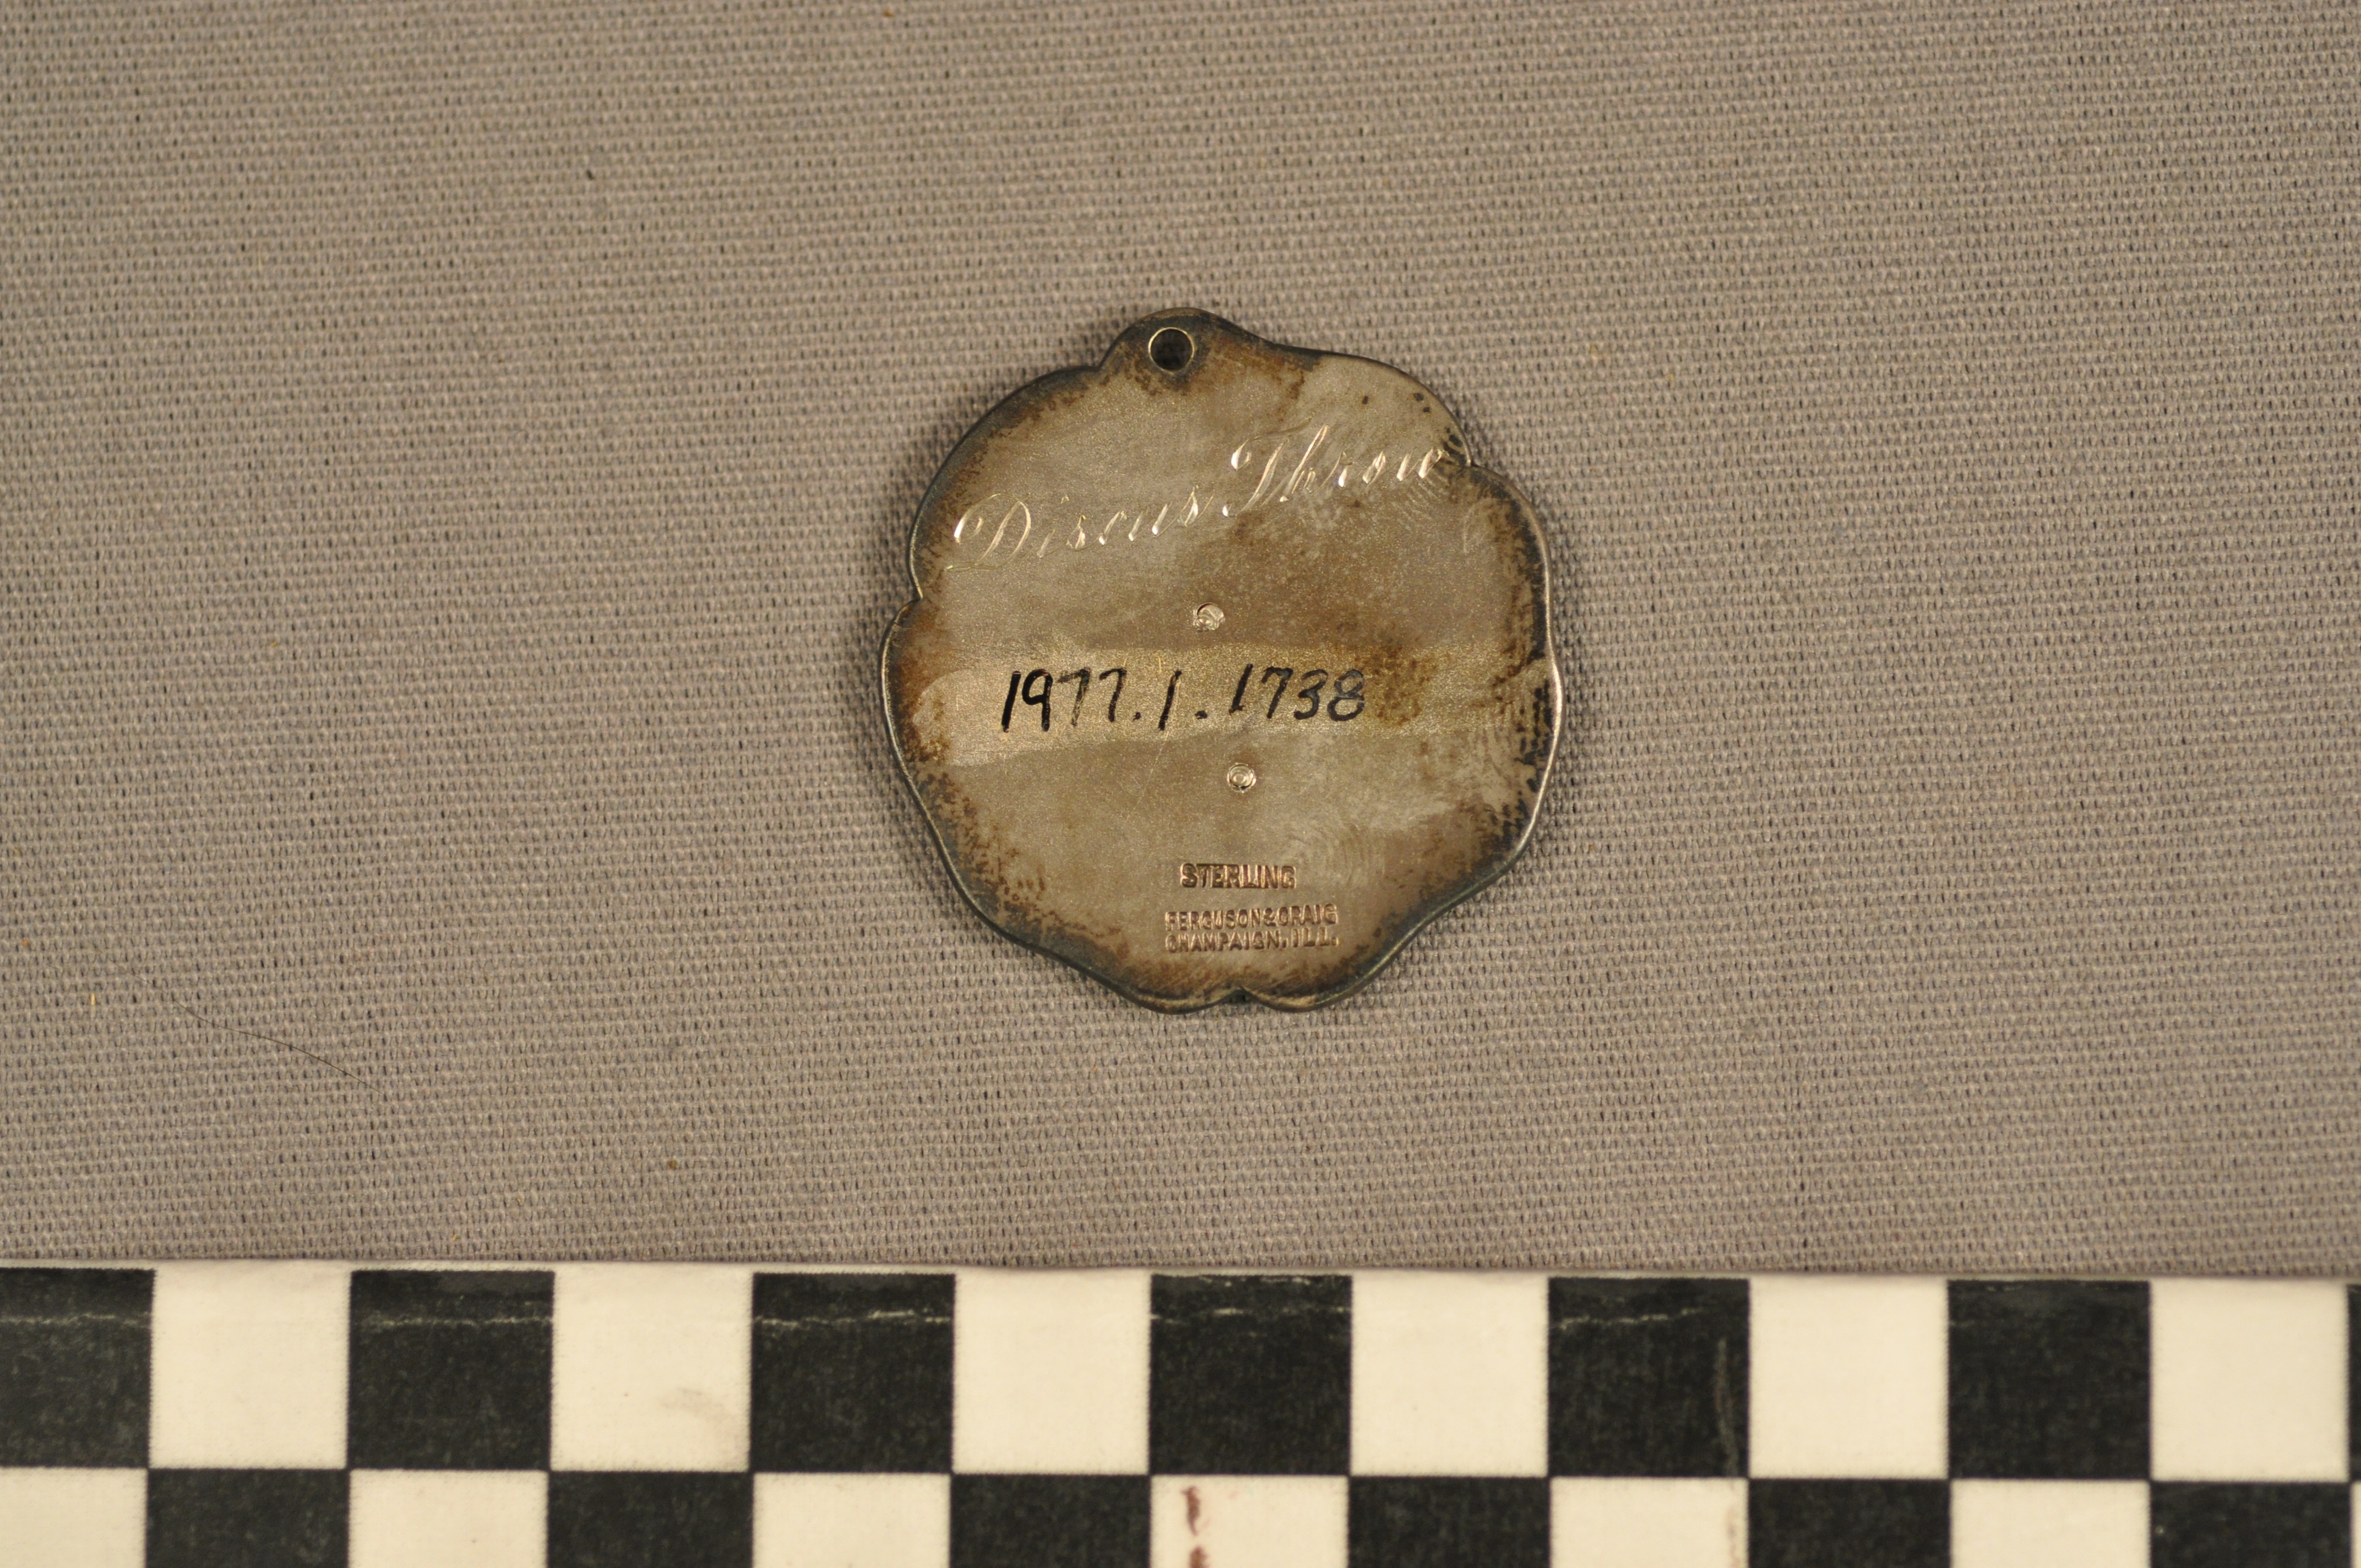 Discus Throw
1977.1.1738
STERLING
FERGUSON&CRAIG
CHAMPAIGN, ILL.